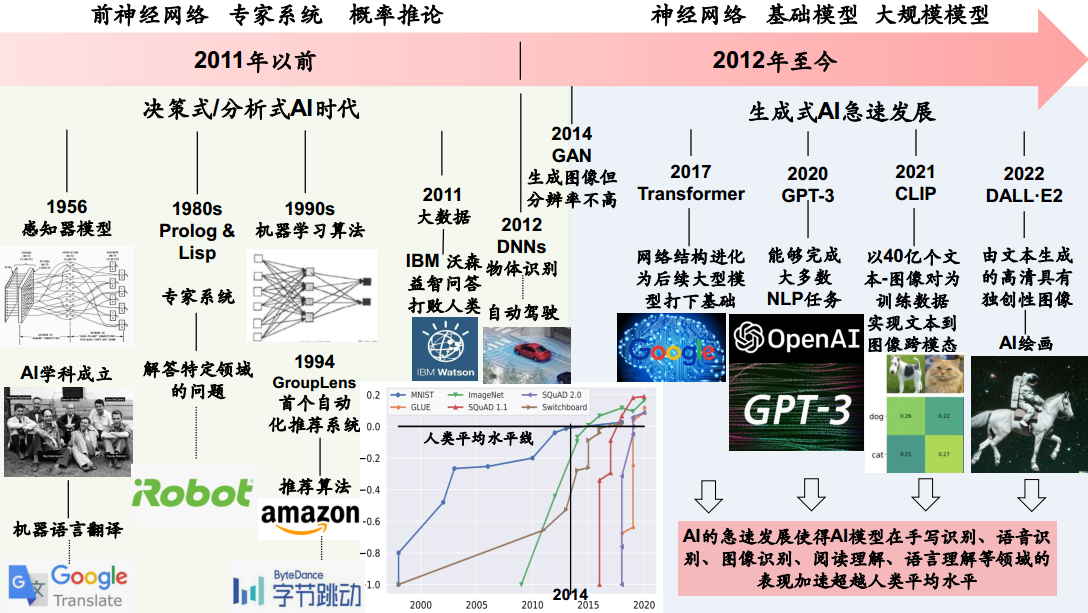 前神经网络 专家系统 概率推论
神经网络 基础模型 大规模模型
2011年以前
2012年至今
决策式/分析式AI时代
生成式AI急速发展
1956
感知器模型
AI学科成立
机器语言翻译
Google
Translate
1980s
Prolog &
Lisp
专家系统
解答特定领域
的问题
iRobot
1990s
机器学习算法
1994
GroupLens
首个自动
化推荐系统
推荐算法
amazon
ByteDance
字节跳动
2011
大数据
IBM 沃森
益智问答
打败人类
IBM Watson
2012
DNNs
物体识别
自动驾驶
2014
GAN
生成图像但
分辨率不高
2017
Transformer
网络结构进化
为后续大型模
型打下基础
Google
2020
GPT-3
能够完成
大多数
NLP任务
OpenAI
GPT-3
2021
CLIP
以40亿个文
本-图像对为
训练数据
实现文本到
图像跨模态
dog
0.26
0.22
cat
0.21
0.27
2022
DALL·E2
由文本生成
的高清具有
独创性图像
AI绘画
MNIST
GLUE
ImageNet
SQuAD 1.1
SQuAD 2.0
Switchboard
人类平均水平线
0.2
0.0
−0.2
−0.4
−0.6
−0.8
−1.0
2000
2005
2010
2014
2015
2020
AI的急速发展使得AI模型在手写识别、语音识
别、图像识别、阅读理解、语言理解等领域的
表现加速超越人类平均水平